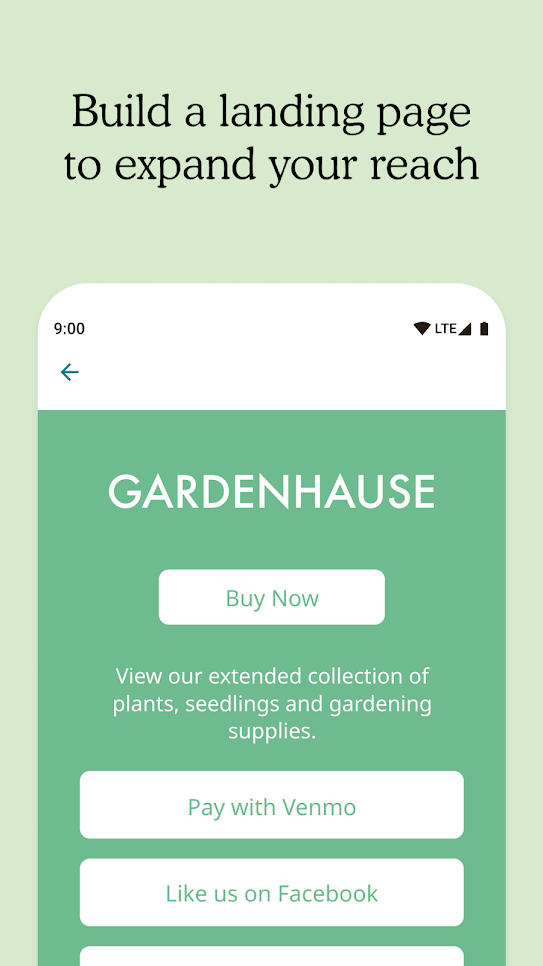 Build a landing page
to expand your reach
9:00
LTE
GARDENHAUSE
Buy Now
View our extended collection of
plants, seedlings and gardening
supplies.
Pay with Venmo
Like us on Facebook